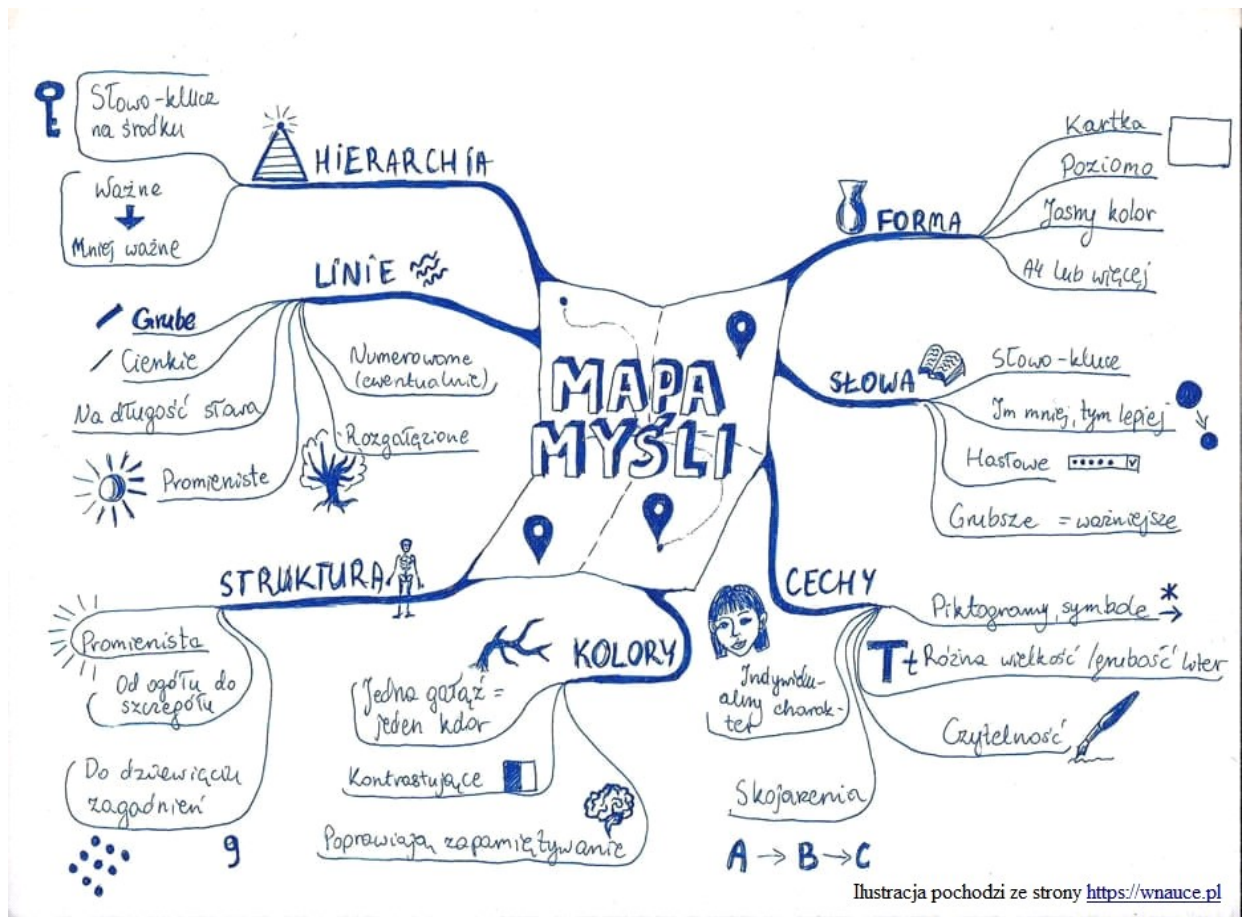 MAPA
MYŚLI
HIERARCHIA
Słowo-klucz
na środku
Ważne
Mniej ważne
LINIE
Grube
Cienkie
Na długość słowa
Promieniste
Rozgałęzione
Numerowane
(ewentualnie)
STRUKTURA
Promienista
Od ogółu do
szczegółu
Do dziewięciu
zagadnień
9
KOLORY
Jedna gałąź =
jeden kolor
Kontrastujące
Poprawiają zapamiętywanie
FORMA
Kartka
Poziomo
Jasny kolor
A4 lub więcej
SŁOWA
Słowo-klucz
Im mniej, tym lepiej
Hasłowe
Grubsze = ważniejsze
CECHY
Piktogramy, symbole * →
Tt Różna wielkość /grubość liter
Czytelność
Indywidu-
alny charak-
ter
Skojarzenia
A → B → C
Ilustracja pochodzi ze strony https://wnauce.pl